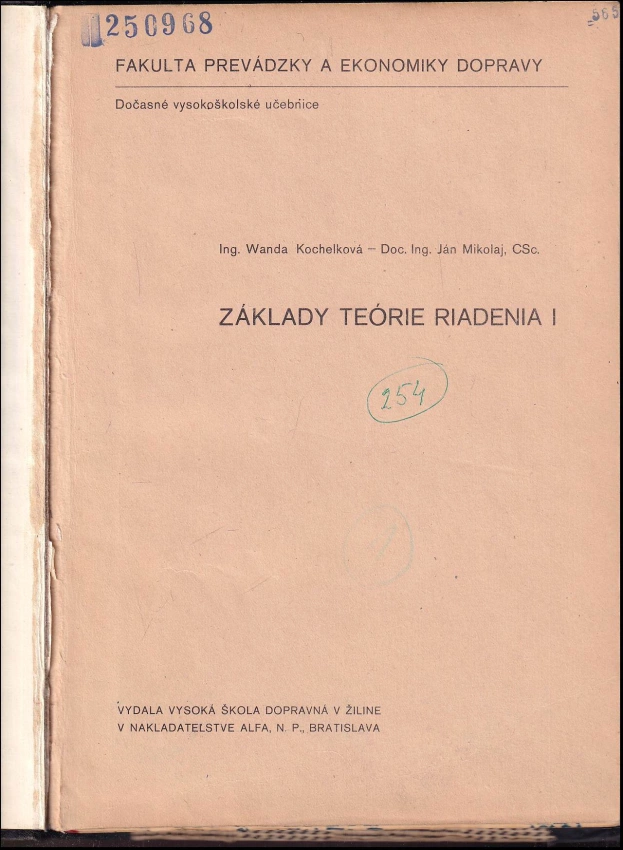 250968
565
FAKULTA PREVÁDZKY A EKONOMIKY DOPRAVY
Dočasné vysokoškolské učebnice
Ing. Wanda Kochelková – Doc. Ing. Ján Mikolaj, CSc.
ZÁKLADY TEÓRIE RIADENIA I
254
VYDALA VYSOKÁ ŠKOLA DOPRAVNÁ V ŽILINE
V NAKLADATEĽSTVE ALFA, N. P., BRATISLAVA